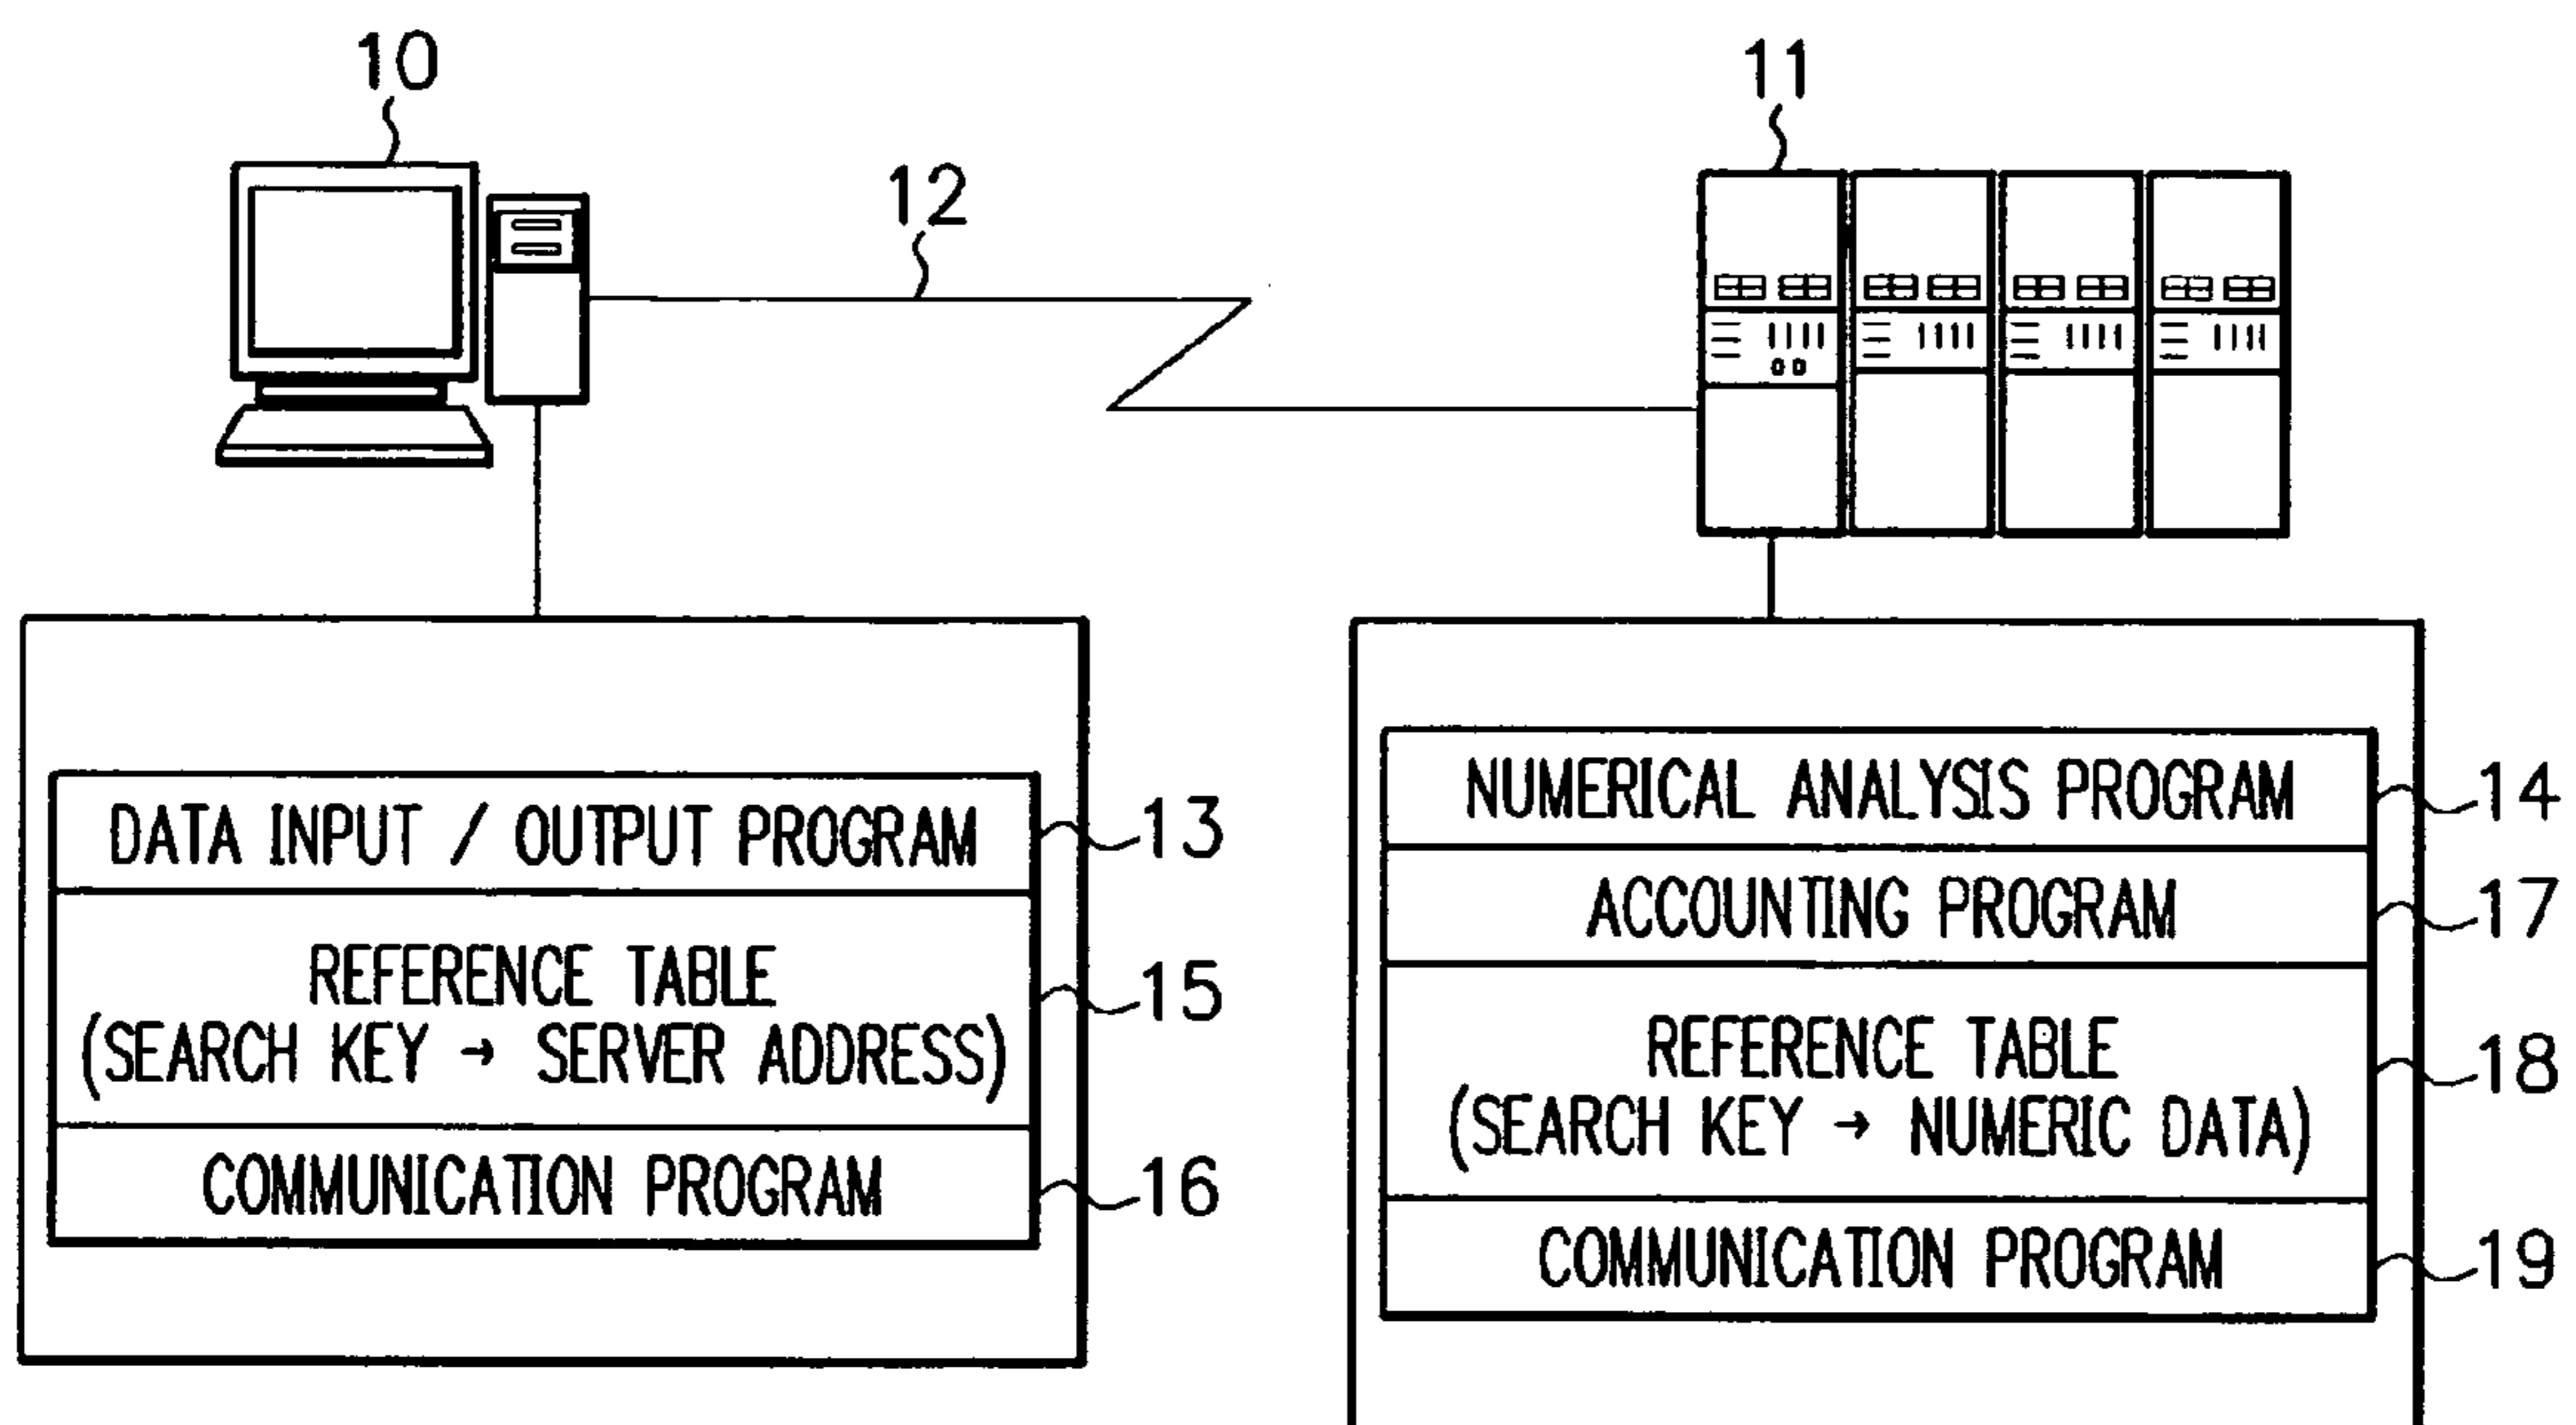 10
11
12
DATA INPUT / OUTPUT PROGRAM
13
REFERENCE TABLE
(SEARCH KEY → SERVER ADDRESS)
15
COMMUNICATION PROGRAM
16
NUMERICAL ANALYSIS PROGRAM
14
ACCOUNTING PROGRAM
17
REFERENCE TABLE
(SEARCH KEY → NUMERIC DATA)
18
COMMUNICATION PROGRAM
19